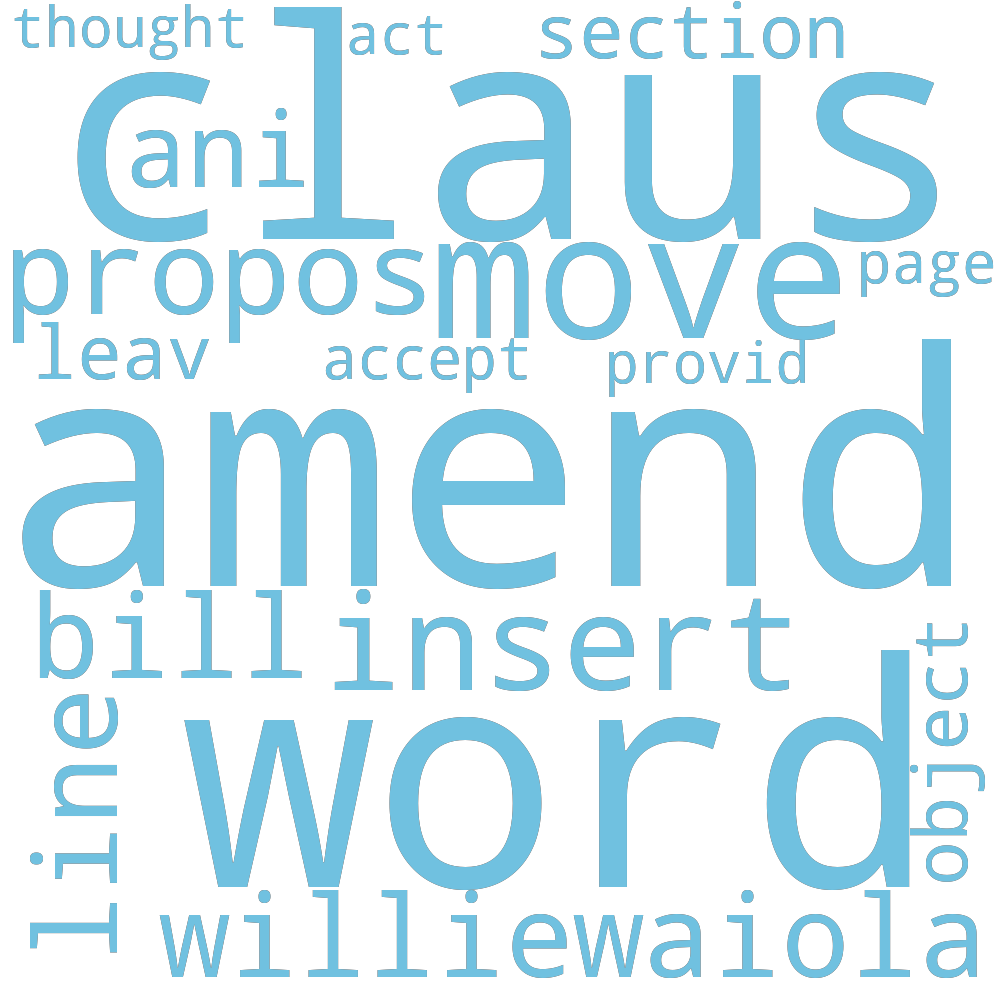 thought act section
claus
ani
propos move page
leav accept provid
amend
bill insert
object
line
word
williewaiola